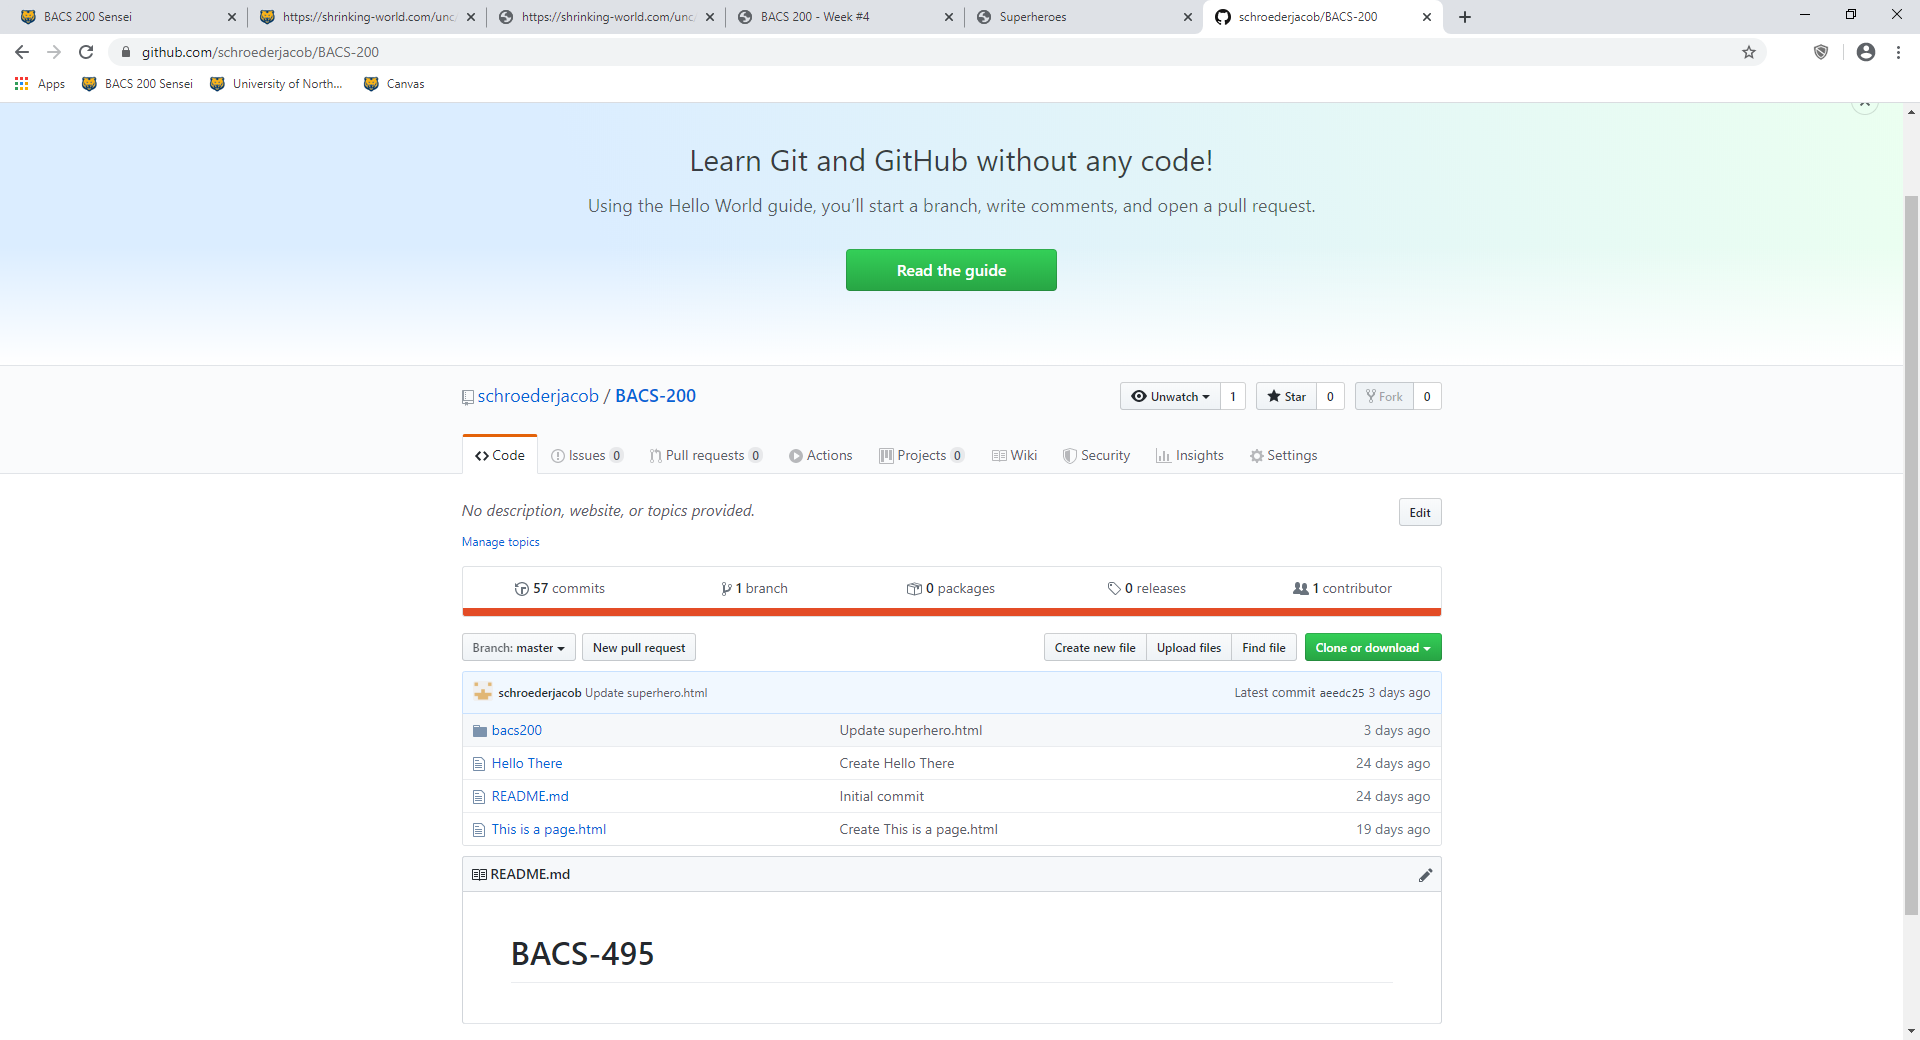 BACS 200 Sensei
https://shrinking-world.com/unc/
https://shrinking-world.com/unc/
BACS 200 - Week #4
Superheroes
schroederjacob/BACS-200
github.com/schroederjacob/BACS-200
Apps
BACS 200 Sensei
University of North...
Canvas
Learn Git and GitHub without any code!
Using the Hello World guide, you’ll start a branch, write comments, and open a pull request.
Read the guide
schroederjacob / BACS-200
Unwatch 1
Star 0
Fork 0
Code
Issues 0
Pull requests 0
Actions
Projects 0
Wiki
Security
Insights
Settings
No description, website, or topics provided.
Edit
Manage topics
57 commits
1 branch
0 packages
0 releases
1 contributor
Branch: master
New pull request
Create new file
Upload files
Find file
Clone or download
schroederjacob Update superhero.html
Latest commit aeedc25 3 days ago
bacs200 Update superhero.html 3 days ago
Hello There Create Hello There 24 days ago
README.md Initial commit 24 days ago
This is a page.html Create This is a page.html 19 days ago
README.md
BACS-495